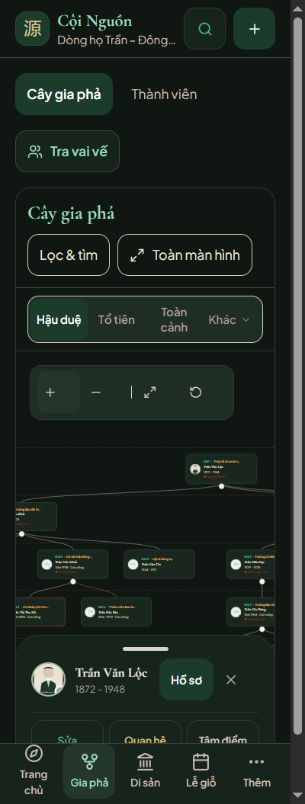 源
Cội Nguồn
Dòng họ Trần – Đông...
Cây gia phả
Thành viên
Tra vai vế
Cây gia phả
Lọc & tìm
Toàn màn hình
Hậu duệ
Tổ tiên
Toàn cảnh
Khác
Trần Văn Lộc
1872 – 1948
Hồ sơ
Sửa
Quan hệ
Tâm điểm
Trang chủ
Gia phả
Di sản
Lễ giỗ
Thêm